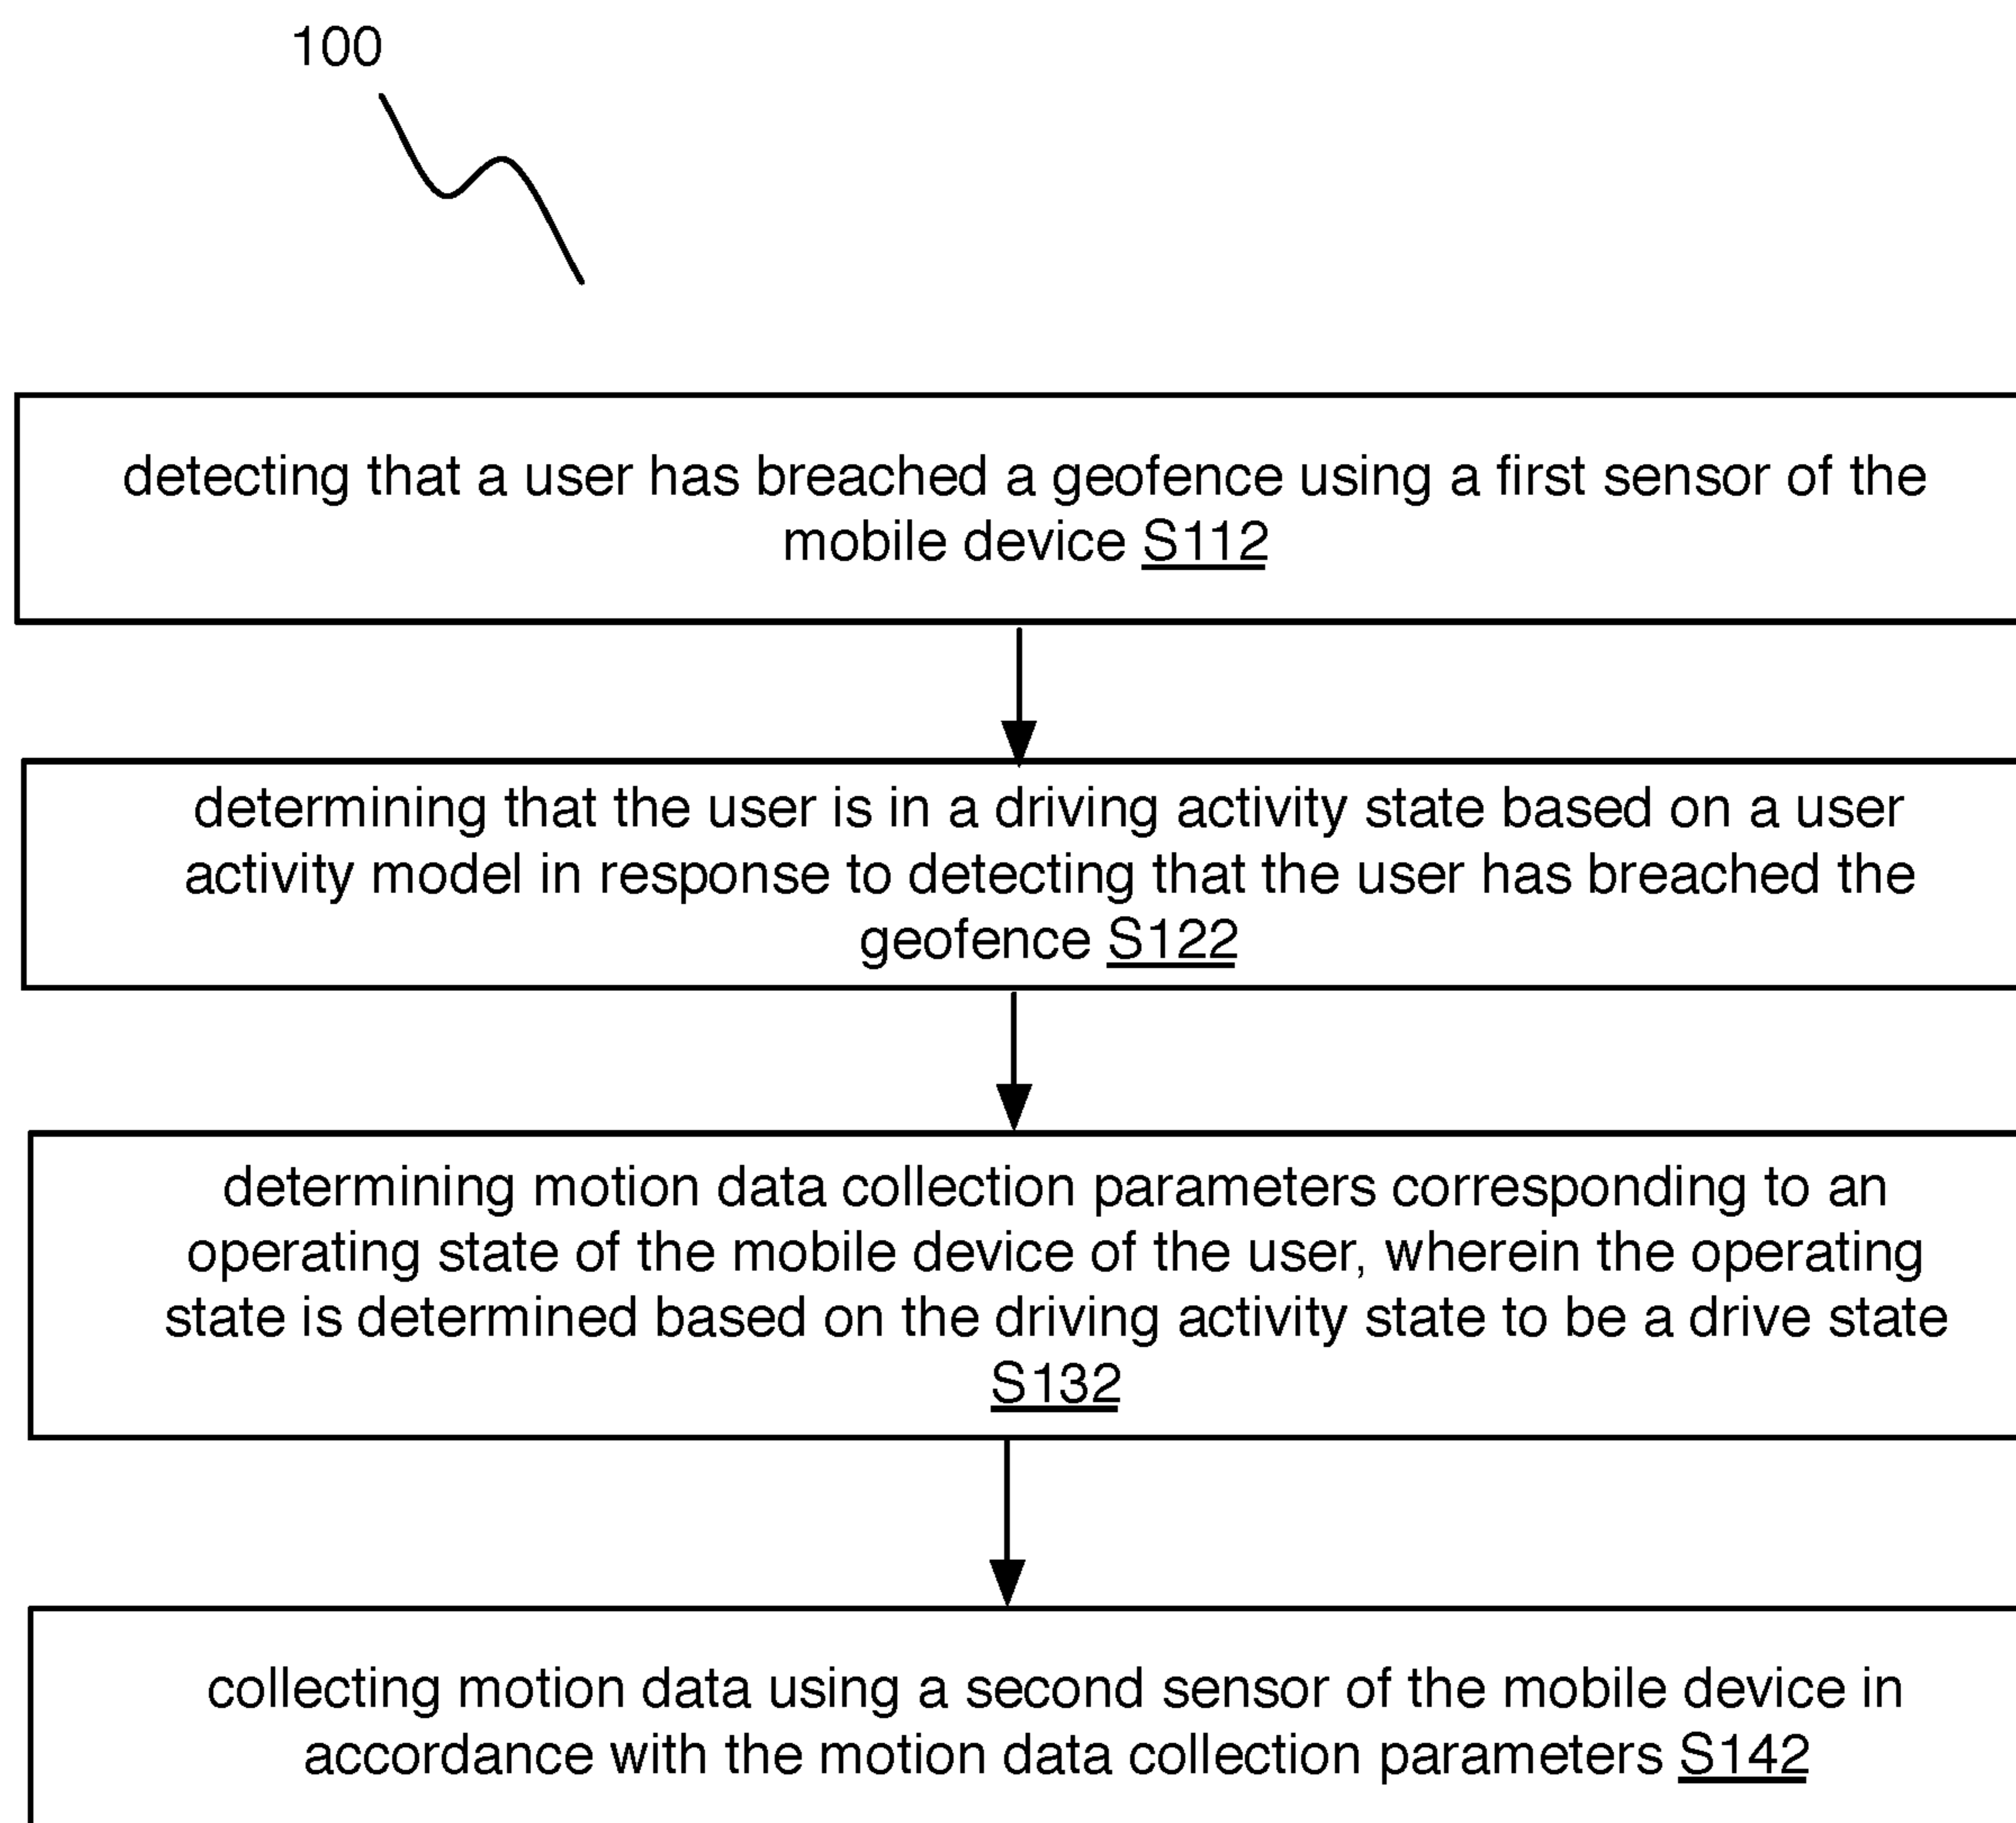 100
detecting that a user has breached a geofence using a first sensor of the
mobile device S112
determining that the user is in a driving activity state based on a user
activity model in response to detecting that the user has breached the
geofence S122
determining motion data collection parameters corresponding to an
operating state of the mobile device of the user, wherein the operating
state is determined based on the driving activity state to be a drive state
S132
collecting motion data using a second sensor of the mobile device in
accordance with the motion data collection parameters S142